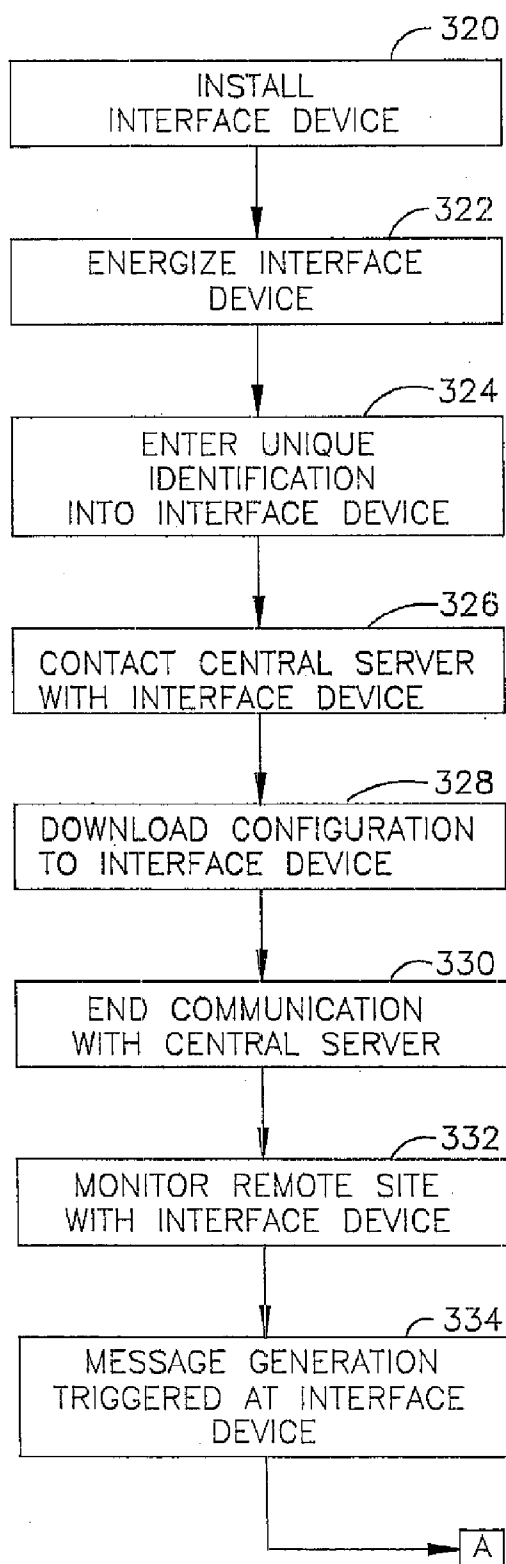 320
INSTALL
INTERFACE DEVICE
322
ENERGIZE INTERFACE
DEVICE
324
ENTER UNIQUE
IDENTIFICATION
INTO INTERFACE DEVICE
326
CONTACT CENTRAL SERVER
WITH INTERFACE DEVICE
328
DOWNLOAD CONFIGURATION
TO INTERFACE DEVICE
330
END COMMUNICATION
WITH CENTRAL SERVER
332
MONITOR REMOTE SITE
WITH INTERFACE DEVICE
334
MESSAGE GENERATION
TRIGGERED AT INTERFACE
DEVICE
A